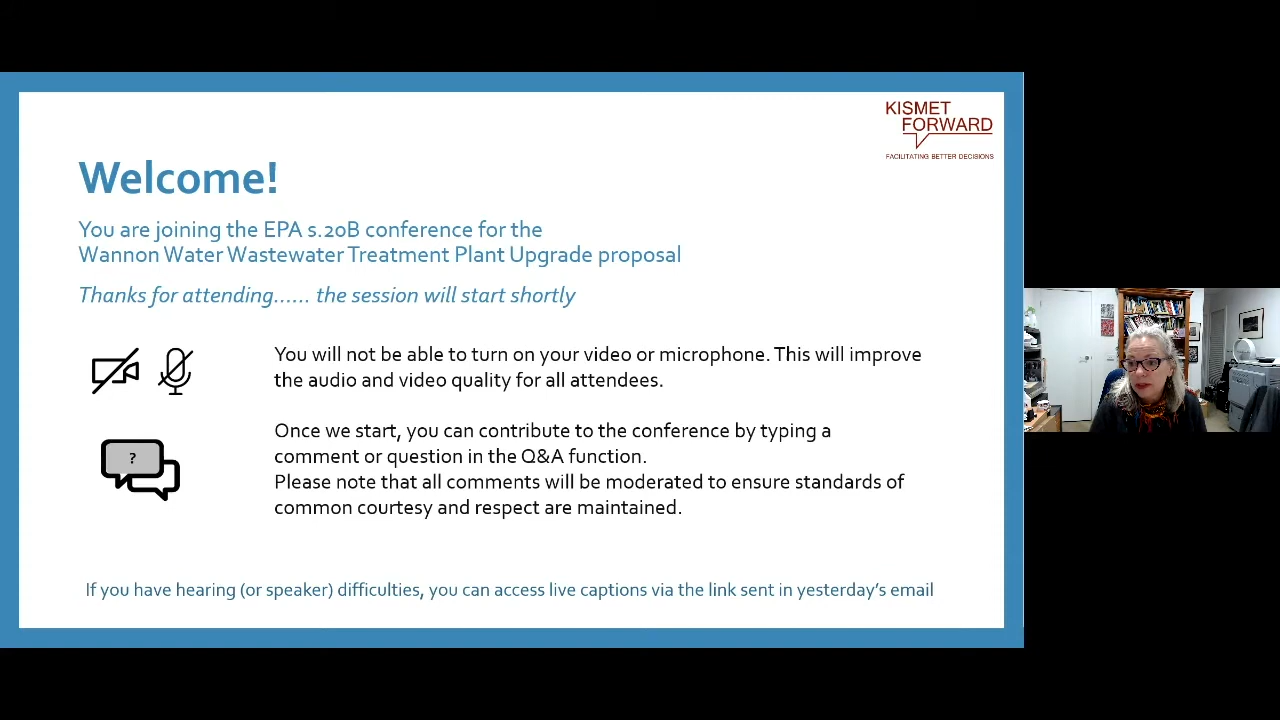 KISMET
FORWARD
FACILITATING BETTER DECISIONS
Welcome!
You are joining the EPA s.20B conference for the
Wannon Water Wastewater Treatment Plant Upgrade proposal
Thanks for attending...... the session will start shortly
You will not be able to turn on your video or microphone. This will improve
the audio and video quality for all attendees.
Once we start, you can contribute to the conference by typing a
?
comment or question in the Q&A function.
Please note that all comments will be moderated to ensure standards of
common courtesy and respect are maintained.
If you have hearing (or speaker) difficulties, you can access live captions via the link sent in yesterday's email